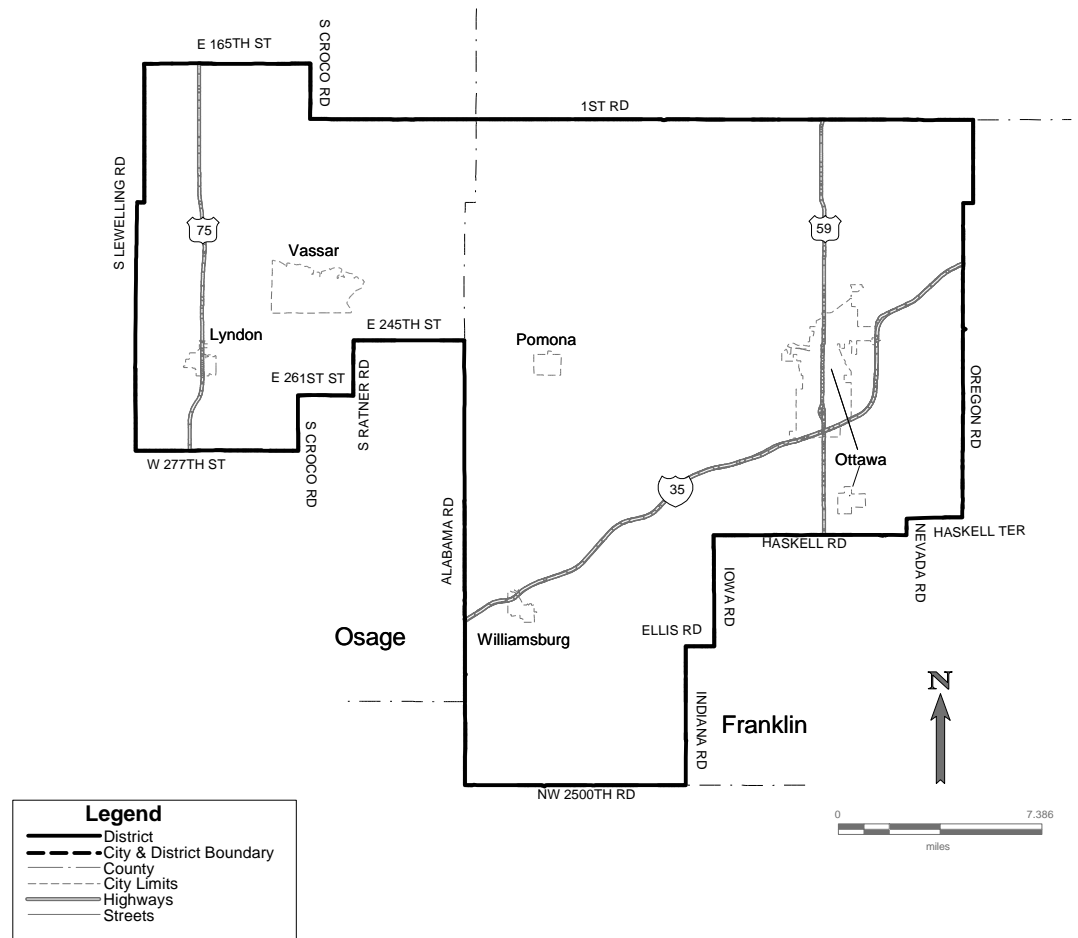 E 165TH ST
S CROCO RD
1ST RD
S LEWELLING RD
75
59
Vassar
Lyndon
E 245TH ST
Pomona
E 261ST ST
S RATNER RD
OREGON RD
W 277TH ST
S CROCO RD
Ottawa
35
ALABAMA RD
HASKELL RD
NEVADA RD
HASKELL TER
IOWA RD
Osage
Williamsburg
ELLIS RD
INDIANA RD
Franklin
N
NW 2500TH RD
Legend
District
City & District Boundary
County
City Limits
Highways
Streets
0 7.386
miles